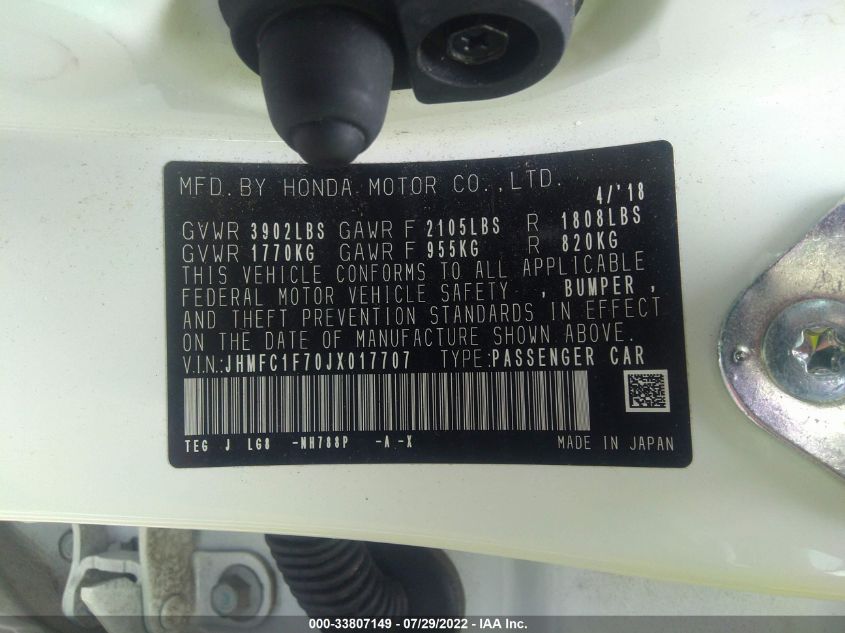 MFD. BY HONDA MOTOR CO., LTD. 4/'18
GVWR 3902LBS GAWR F 2105LBS R 1808LBS
GVWR 1770KG GAWR F 955KG R 820KG
THIS VEHICLE CONFORMS TO ALL APPLICABLE
FEDERAL MOTOR VEHICLE SAFETY , BUMPER ,
AND THEFT PREVENTION STANDARDS IN EFFECT
ON THE DATE OF MANUFACTURE SHOWN ABOVE.
V.I.N.:JHMFC1F70JX017707 TYPE:PASSENGER CAR
TEG J LG8 -NH788P -A -X MADE IN JAPAN
000-33807149 / 07/29/2022 - IAA Inc.